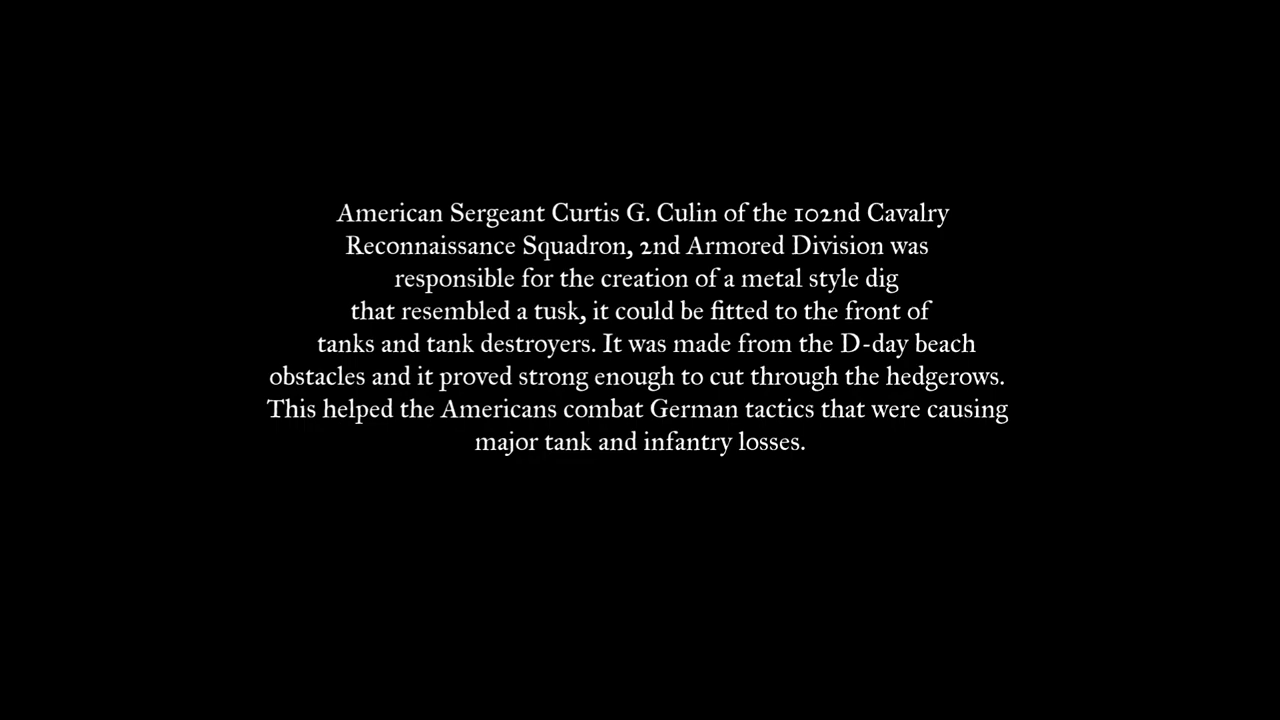 American Sergeant Curtis G. Culin of the 102nd Cavalry
Reconnaissance Squadron, 2nd Armored Division was
responsible for the creation of a metal style dig
that resembled a tusk, it could be fitted to the front of
tanks and tank destroyers. It was made from the D-day beach
obstacles and it proved strong enough to cut through the hedgerows.
This helped the Americans combat German tactics that were causing
major tank and infantry losses.